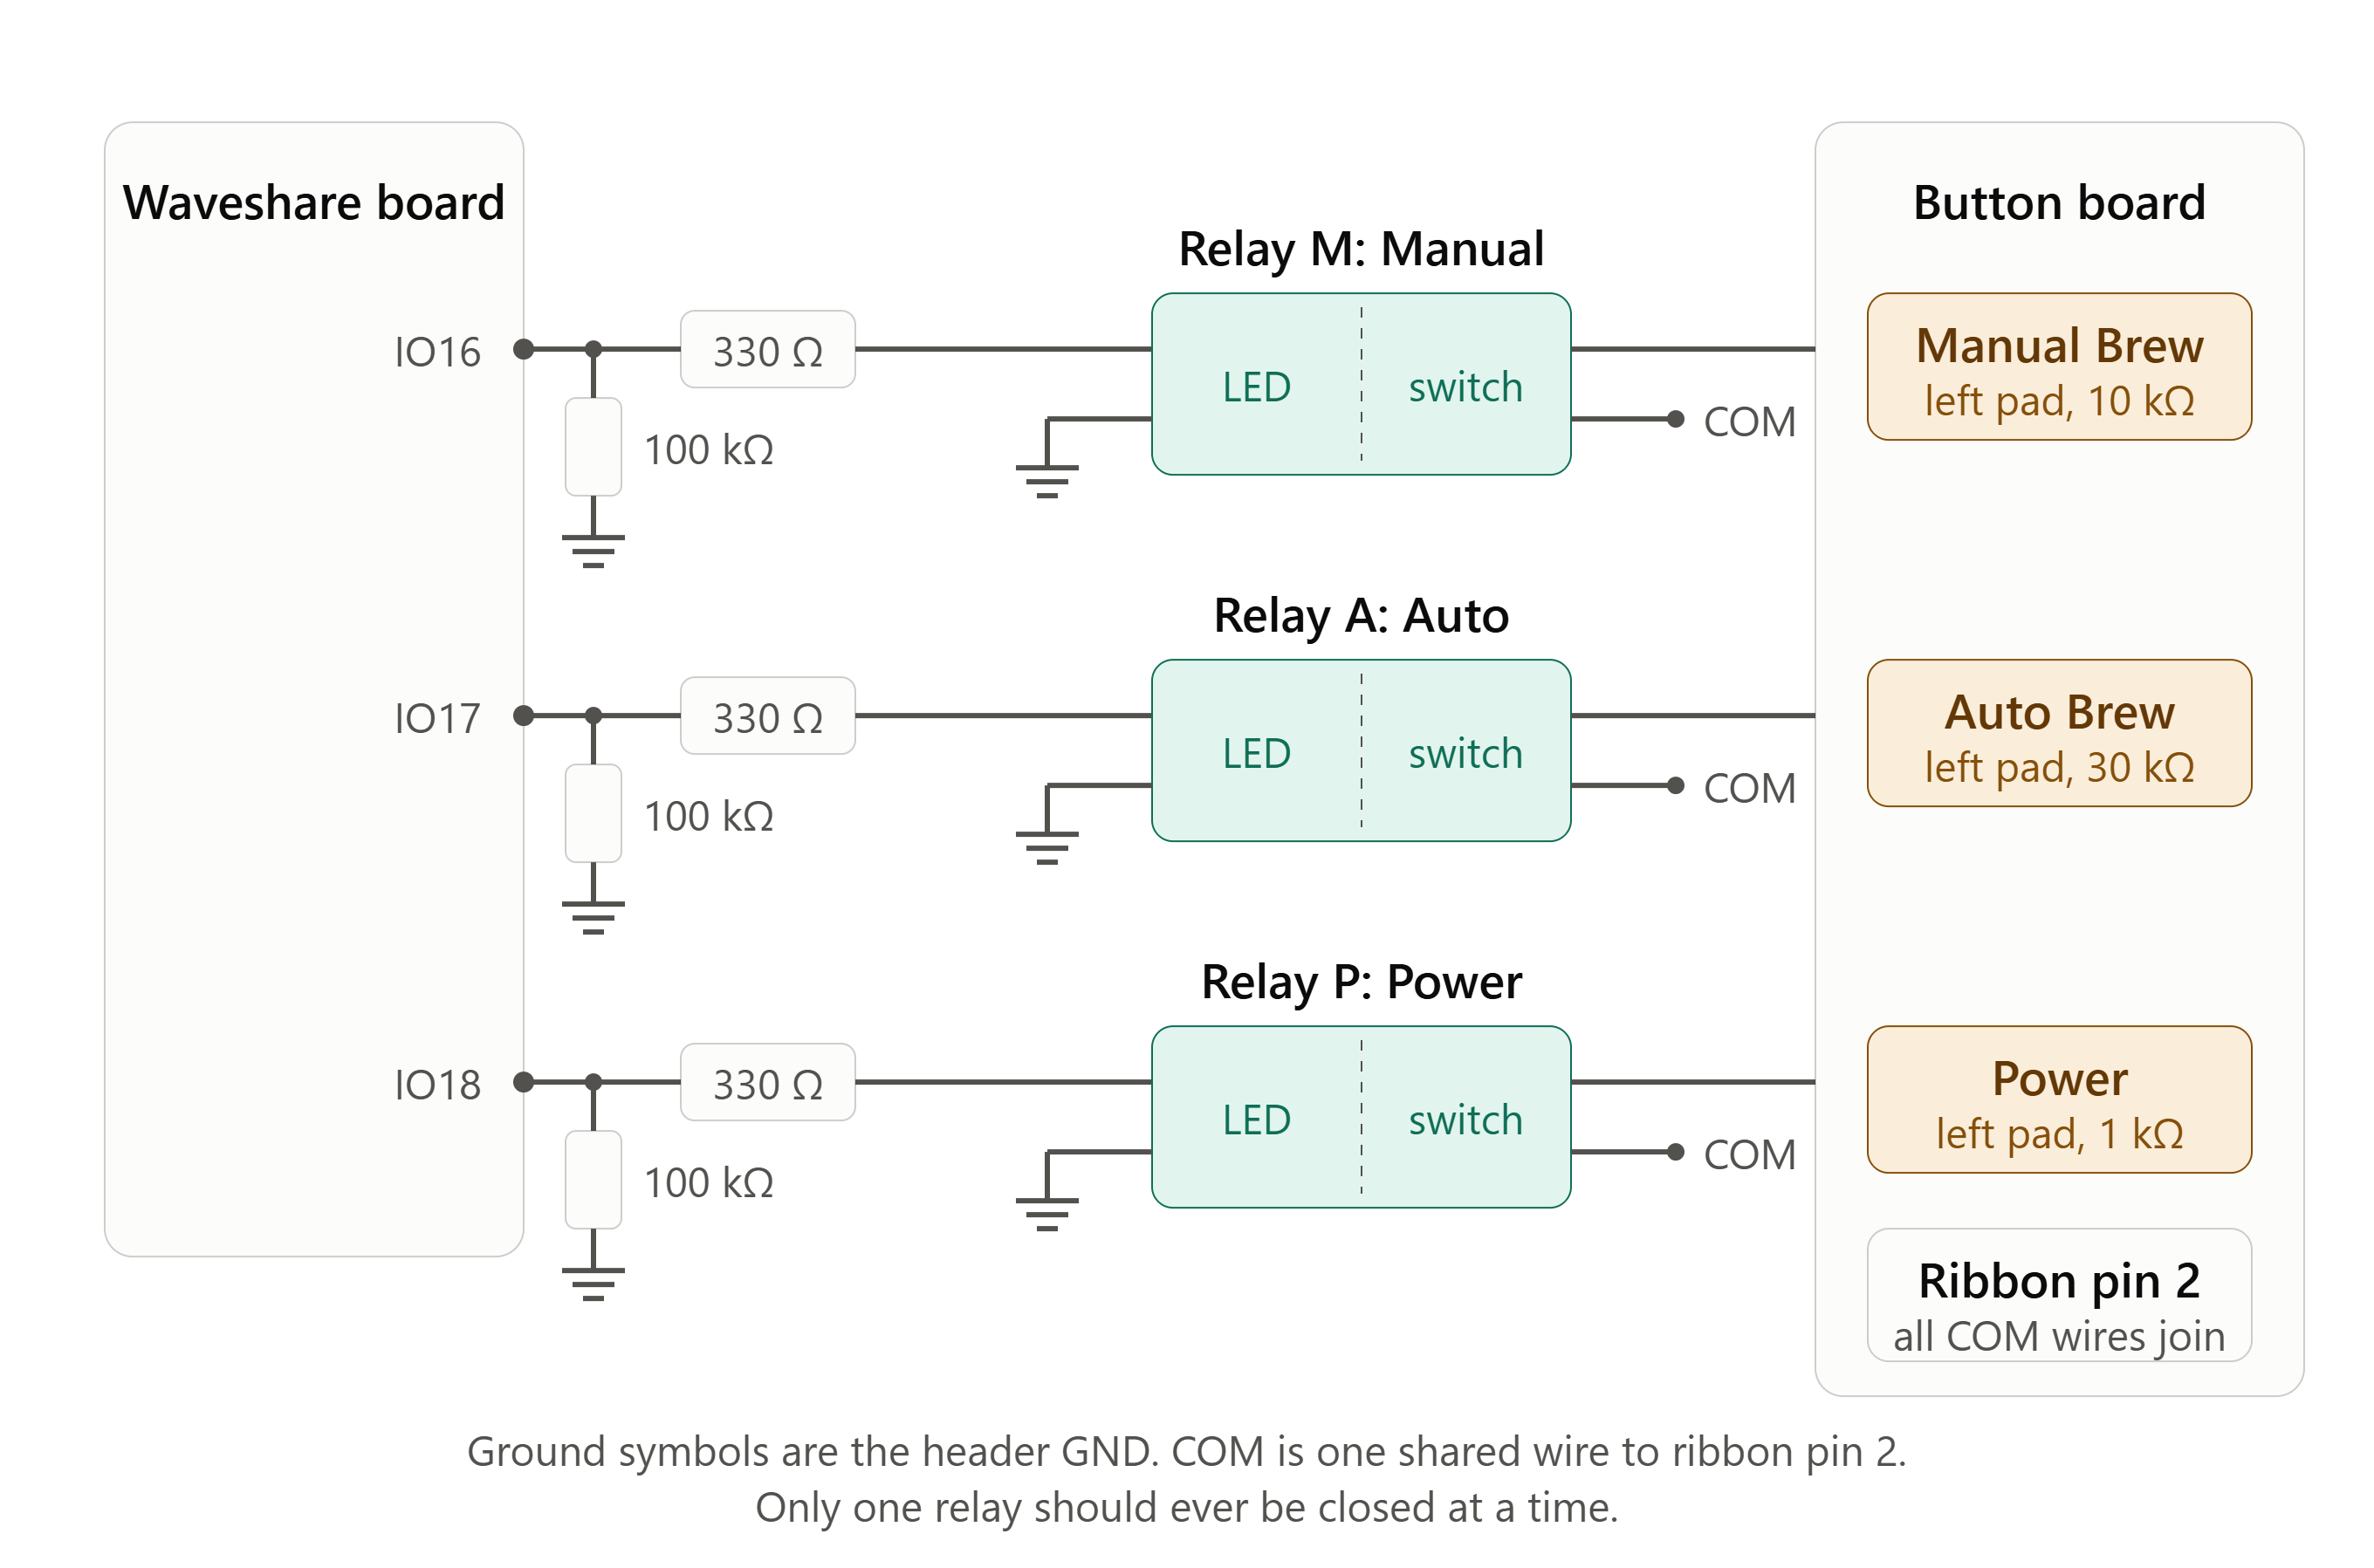 Waveshare board
Button board
Relay M: Manual
IO16
330 Ω
100 kΩ
LED
switch
COM
Manual Brew
left pad, 10 kΩ
Relay A: Auto
IO17
330 Ω
100 kΩ
LED
switch
COM
Auto Brew
left pad, 30 kΩ
Relay P: Power
IO18
330 Ω
100 kΩ
LED
switch
COM
Power
left pad, 1 kΩ
Ribbon pin 2
all COM wires join
Ground symbols are the header GND. COM is one shared wire to ribbon pin 2.
Only one relay should ever be closed at a time.